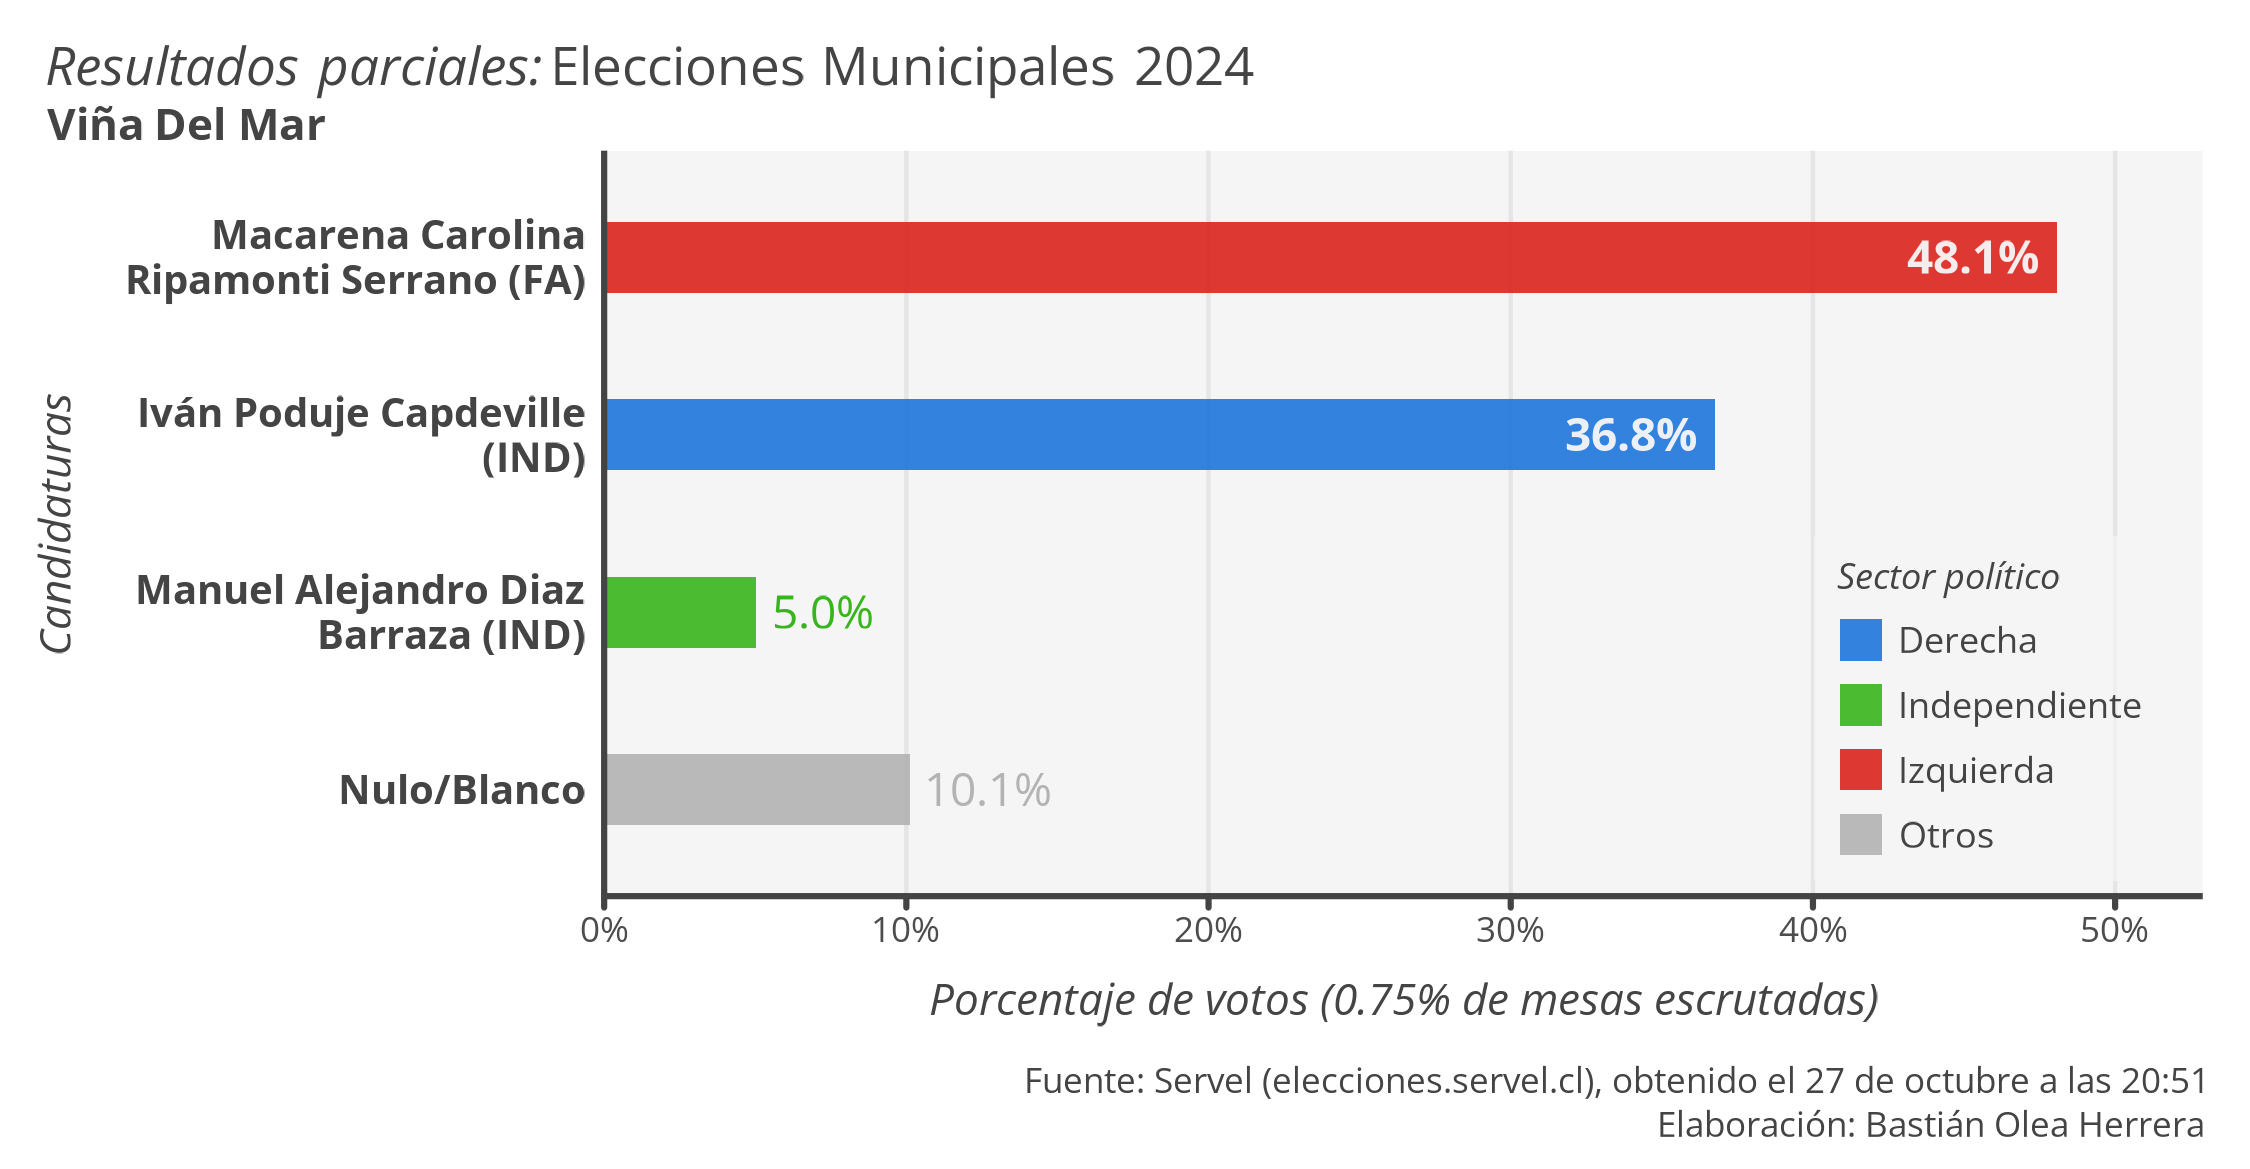 Resultados parciales: Elecciones Municipales 2024
Viña Del Mar
Candidaturas
Macarena Carolina
Ripamonti Serrano (FA)
48.1%
Iván Poduje Capdeville
(IND)
36.8%
Manuel Alejandro Diaz
Barraza (IND)
5.0%
Nulo/Blanco
10.1%
Sector político
Derecha
Independiente
Izquierda
Otros
0% 10% 20% 30% 40% 50%
Porcentaje de votos (0.75% de mesas escrutadas)
Fuente: Servel (elecciones.servel.cl), obtenido el 27 de octubre a las 20:51
Elaboración: Bastián Olea Herrera